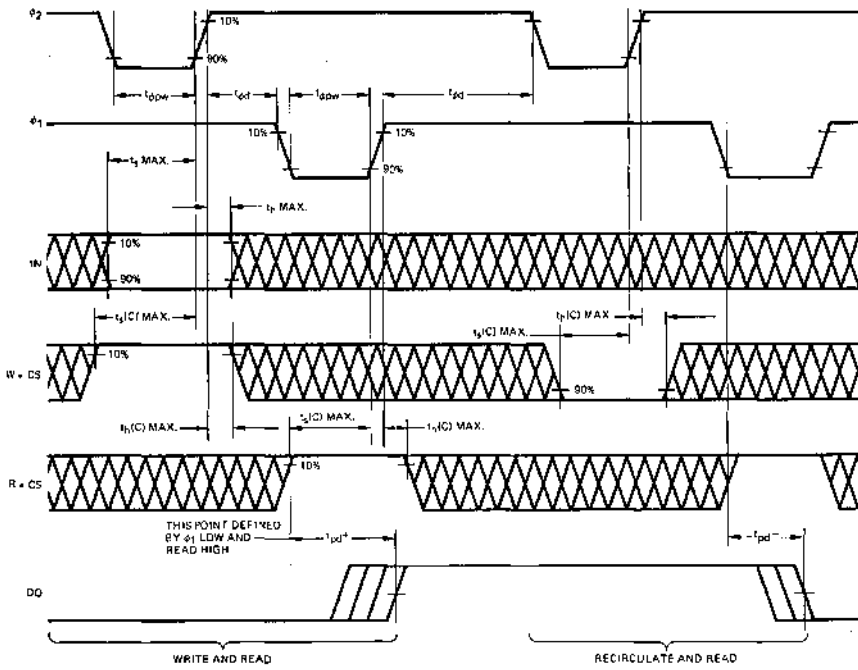 ϕ2
10%
90%
tϕpw
tϕd
tϕpw
tϕd
ϕ1
10%
10%
90%
ts MAX.
th MAX.
IN
10%
90%
ts(C) MAX.
th(C) MAX
ts(C) MAX.
W • CS
10%
90%
th(C) MAX.
ts(C) MAX.
th(C) MAX.
R • CS
10%
THIS POINT DEFINED
BY ϕ1 LOW AND
READ HIGH
tpd+
tpd−
DO
WRITE AND READ
RECIRCULATE AND READ